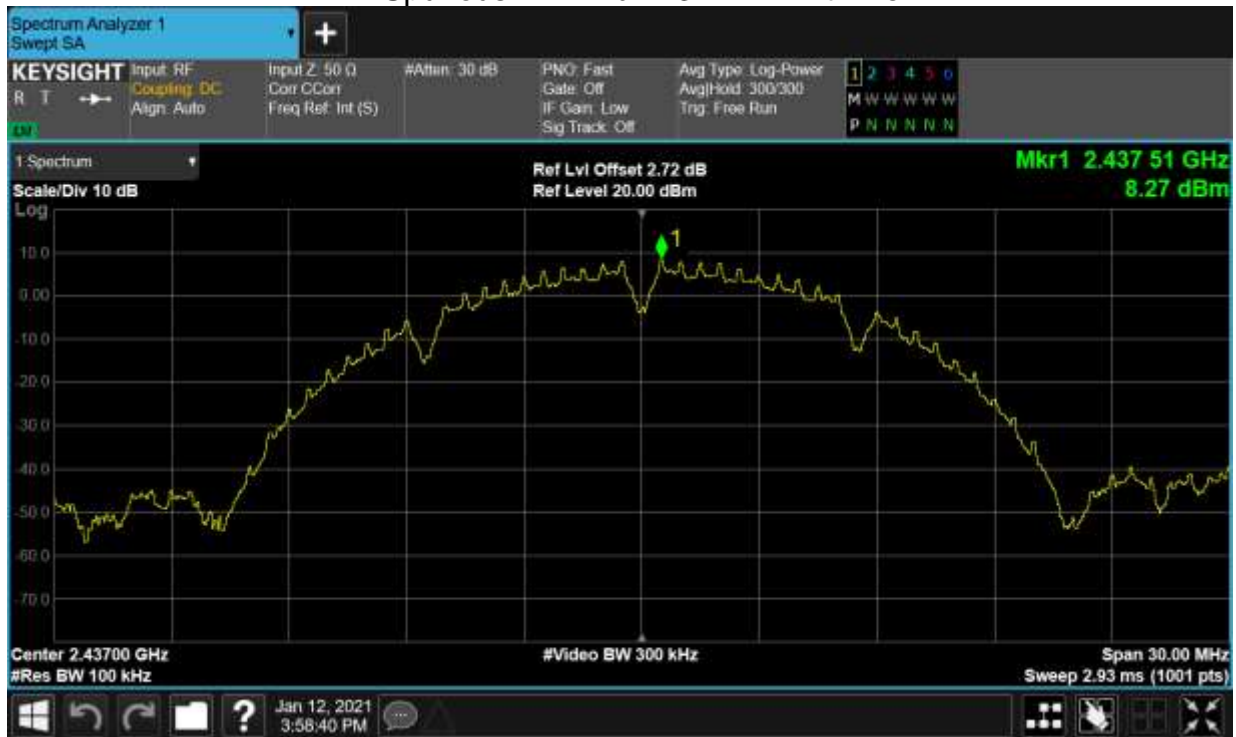 Spectrum Analyzer 1
Swept SA
+
KEYSIGHT
R T
Input: RF
Coupling: DC
Align: Auto
Input Z: 50 Ω
Corr CCorr
Freq Ref: Int (S)
#Atten: 30 dB
PNO: Fast
Gate: Off
IF Gain: Low
Sig Track: Off
Avg Type: Log-Power
Avg|Hold: 300/300
Trig: Free Run
1 2 3 4 5 6
M W W W W W
P N N N N N
1 Spectrum
Scale/Div 10 dB
Log
Ref Lvl Offset 2.72 dB
Ref Level 20.00 dBm
Mkr1 2.437 51 GHz
8.27 dBm
1
10.0
0.00
-10.0
-20.0
-30.0
-40.0
-50.0
-60.0
-70.0
Center 2.43700 GHz
#Res BW 100 kHz
#Video BW 300 kHz
Span 30.00 MHz
Sweep 2.93 ms (1001 pts)
?
Jan 12, 2021
3:58:40 PM